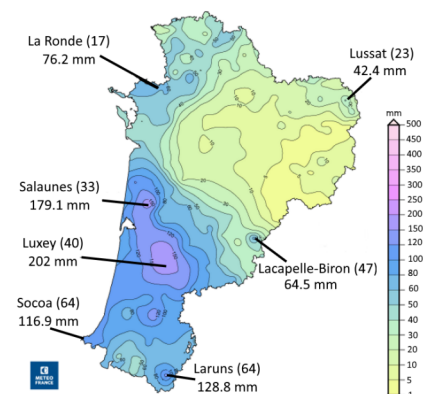 La Ronde (17)
76.2 mm
Lussat (23)
42.4 mm
Salaunes (33)
179.1 mm
Luxey (40)
202 mm
Socoa (64)
116.9 mm
Lacapelle-Biron (47)
64.5 mm
Laruns (64)
128.8 mm
mm
500
450
400
350
300
250
200
150
120
100
80
60
50
40
30
20
10
5
1
METEO
FRANCE